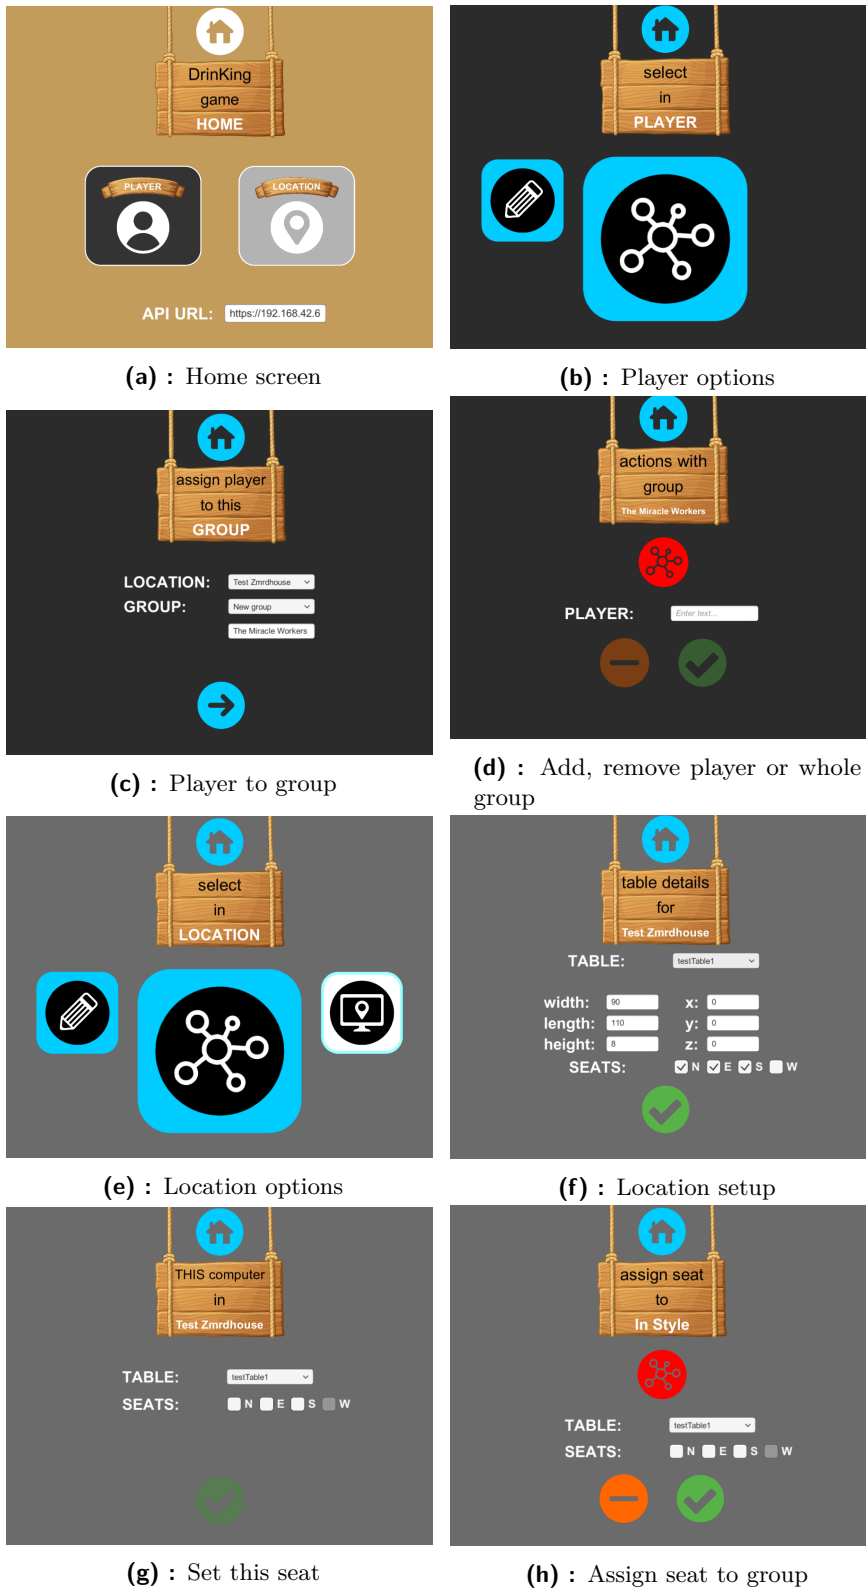 DrinKing
game
HOME
PLAYER
LOCATION
API URL: https://192.168.42.6
(a) : Home screen
select
in
PLAYER
(b) : Player options
assign player
to this
GROUP
LOCATION: Test Zmrdhouse
GROUP: New group
The Miracle Workers
(c) : Player to group
actions with
group
The Miracle Workers
PLAYER: Enter text...
(d) : Add, remove player or whole
group
select
in
LOCATION
(e) : Location options
table details
for
Test Zmrdhouse
TABLE: testTable1
width: 90 x: 0
length: 110 y: 0
height: 8 z: 0
SEATS: N E S W
(f) : Location setup
THIS computer
in
Test Zmrdhouse
TABLE: testTable1
SEATS: N E S W
(g) : Set this seat
assign seat
to
In Style
TABLE: testTable1
SEATS: N E S W
(h) : Assign seat to group